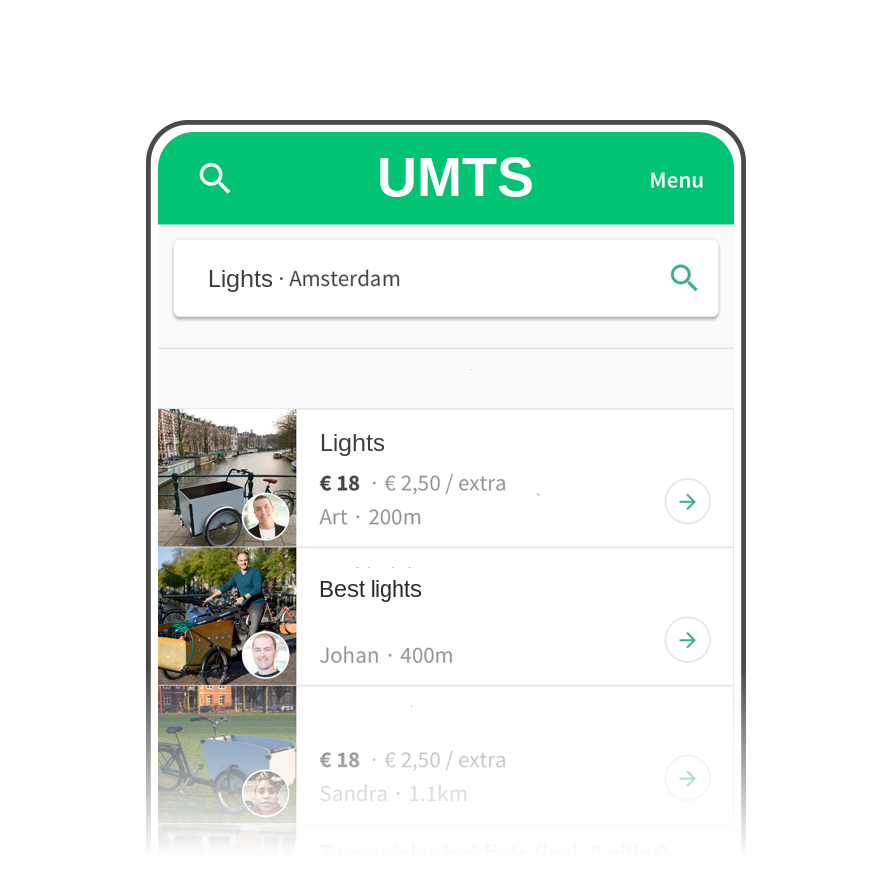 UMTS
Menu
Lights · Amsterdam
Lights
€ 18 · € 2,50 / extra
Art · 200m
Best lights
Johan · 400m
€ 18 · € 2,50 / extra
Sandra · 1.1km